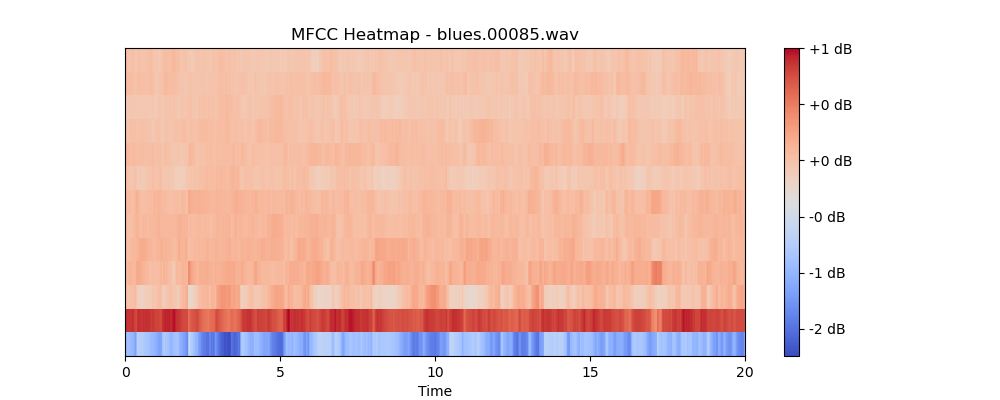 MFCC Heatmap - blues.00085.wav
+1 dB
+0 dB
+0 dB
-0 dB
-1 dB
-2 dB
0 5 10 15 20
Time